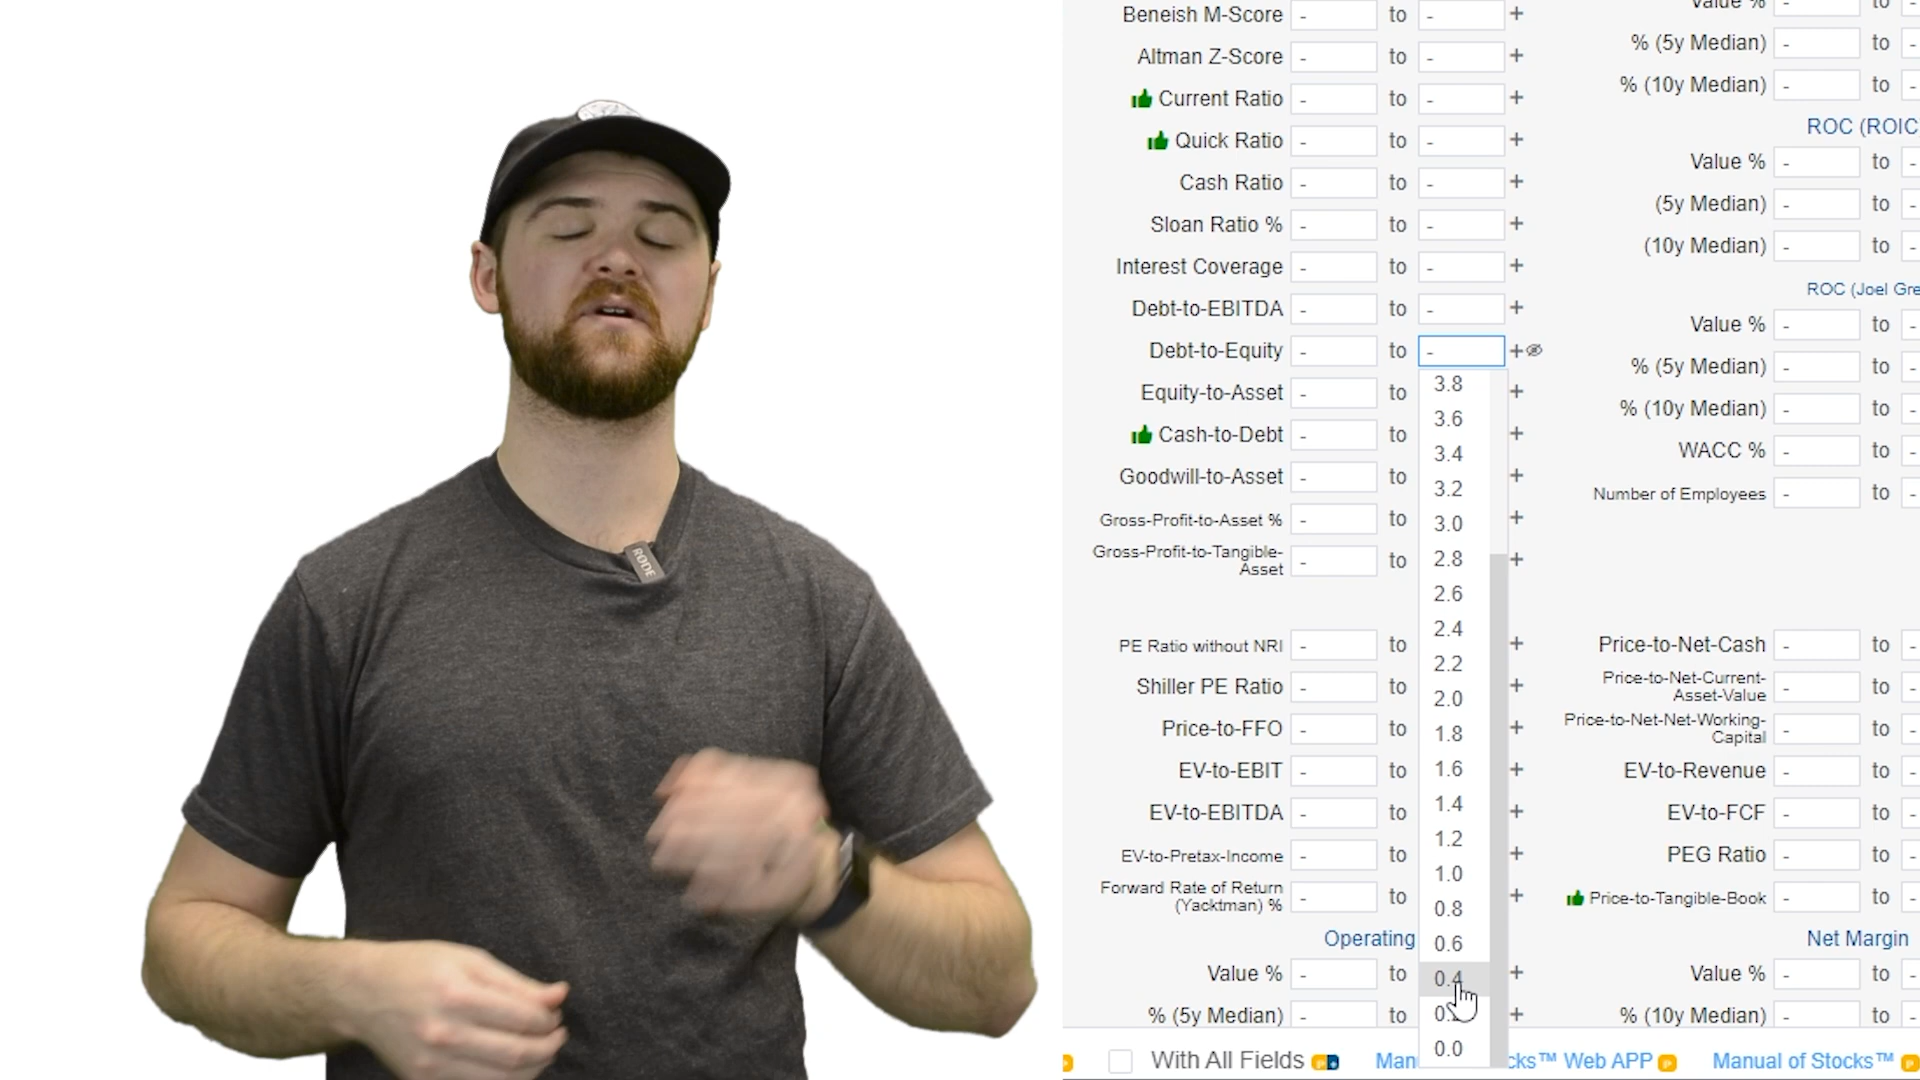 RODE
Beneish M-Score - to - +
Altman Z-Score - to - +
Current Ratio - to - +
Quick Ratio - to - +
Cash Ratio - to - +
Sloan Ratio % - to - +
Interest Coverage - to - +
Debt-to-EBITDA - to - +
Debt-to-Equity - to - +
Equity-to-Asset - to +
Cash-to-Debt - to +
Goodwill-to-Asset - to +
Gross-Profit-to-Asset % - to +
Gross-Profit-to-Tangible-
Asset - to +
PE Ratio without NRI - to +
Shiller PE Ratio - to +
Price-to-FFO - to +
EV-to-EBIT - to +
EV-to-EBITDA - to +
EV-to-Pretax-Income - to +
Forward Rate of Return
(Yacktman) % - to +
Operating
Value % - to +
% (5y Median) - to +
3.8
3.6
3.4
3.2
3.0
2.8
2.6
2.4
2.2
2.0
1.8
1.6
1.4
1.2
1.0
0.8
0.6
0.4
0.0
Value % - to -
% (5y Median) - to -
% (10y Median) - to -
ROC (ROIC
Value % - to -
(5y Median) - to -
(10y Median) - to -
ROC (Joel Gre
Value % - to -
% (5y Median) - to -
% (10y Median) - to -
WACC % - to -
Number of Employees - to -
Price-to-Net-Cash - to -
Price-to-Net-Current-
Asset-Value - to -
Price-to-Net-Net-Working-
Capital - to -
EV-to-Revenue - to -
EV-to-FCF - to -
PEG Ratio - to -
Price-to-Tangible-Book - to -
Net Margin
Value % - to -
% (10y Median) - to -
With All Fields
cks™ Web APP
Manual of Stocks™